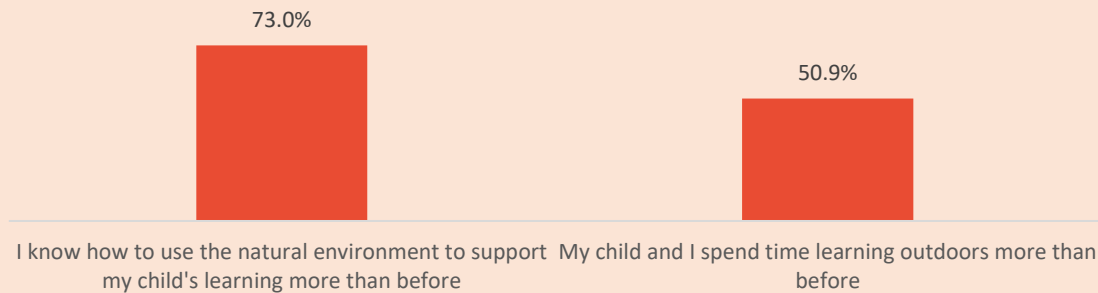 73.0%
50.9%
I know how to use the natural environment to support
my child's learning more than before
My child and I spend time learning outdoors more than
before